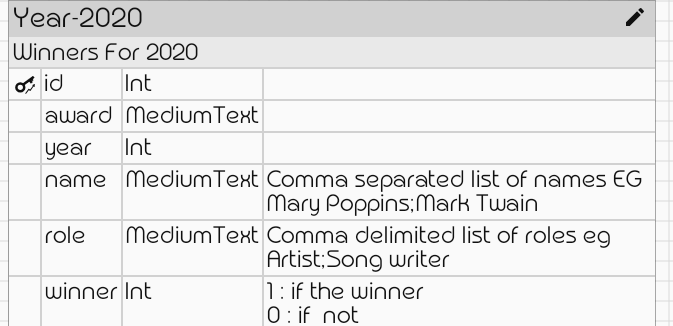 Year-2020
Winners For 2020
id Int
award MediumText
year Int
name MediumText Comma separated list of names EG
Mary Poppins;Mark Twain
role MediumText Comma delimited list of roles eg
Artist;Song writer
winner Int 1 : if the winner
0 : if not